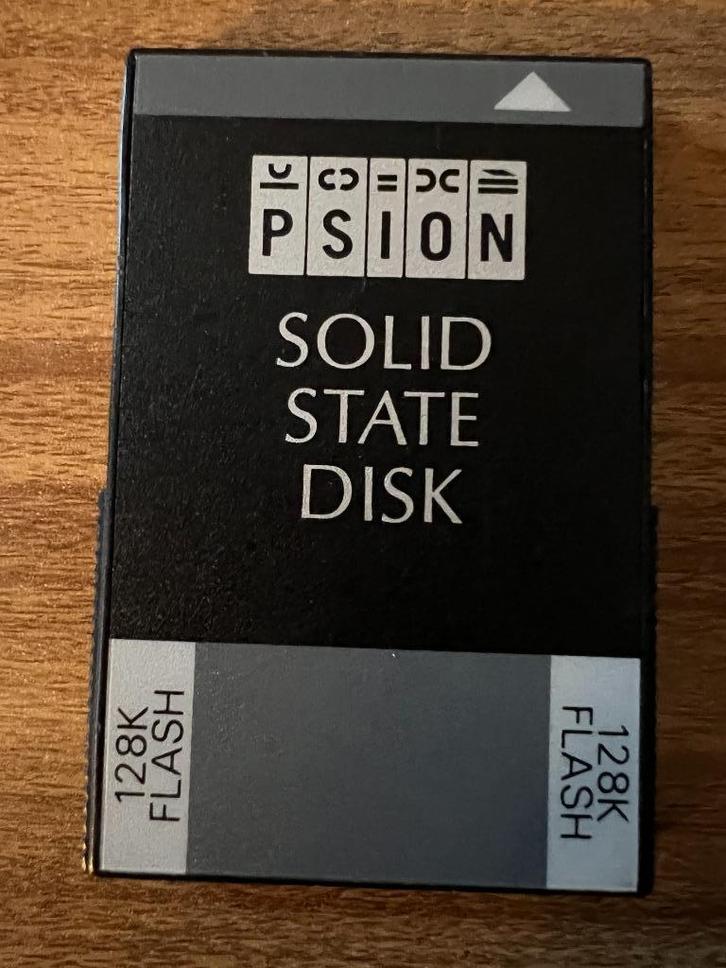 PSION
SOLID
STATE
DISK
128K
FLASH
128K
FLASH